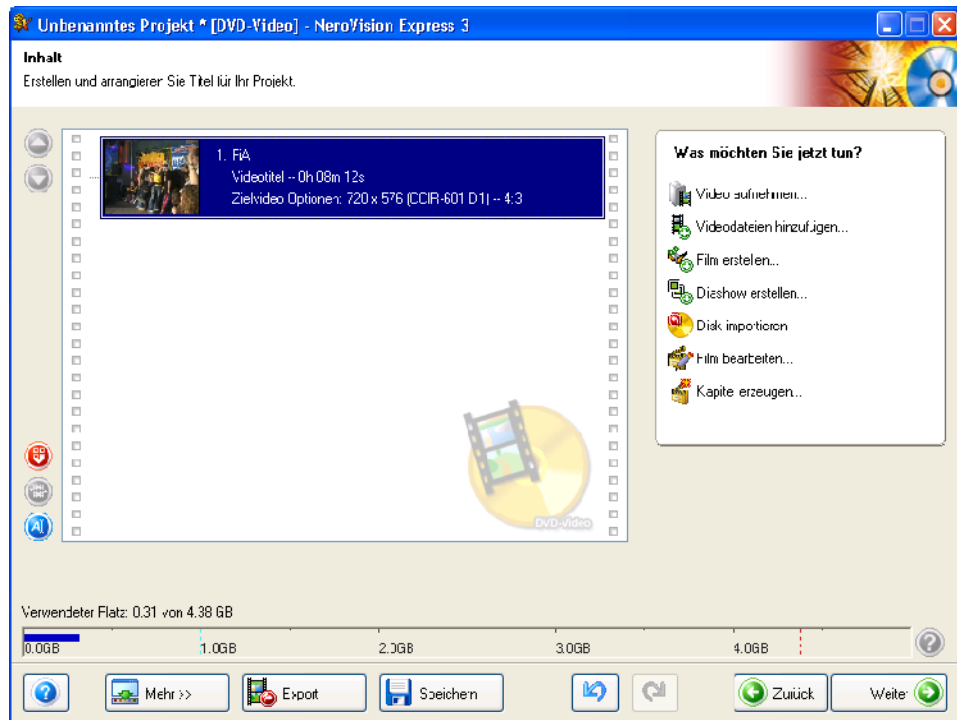 Unbenanntes Projekt * [DVD-Video] - NeroVision Express 3
Inhalt
Erstellen und arrangieren Sie Titel für Ihr Projekt.
1. FiA
Videotitel -- 0h 08m 12s
Zielvideo Optionen: 720 x 576 (CCIR-601 D1) -- 4:3
DVD-Video
Was möchten Sie jetzt tun?
Video aufnehmen...
Videodateien hinzufügen...
Film erstellen...
Diashow erstellen...
Disk importieren
Film bearbeiten...
Kapitel erzeugen...
Verwendeter Platz: 0.31 von 4.38 GB
0.0GB 1.0GB 2.0GB 3.0GB 4.0GB
Mehr >> Export Speichern Zurück Weiter